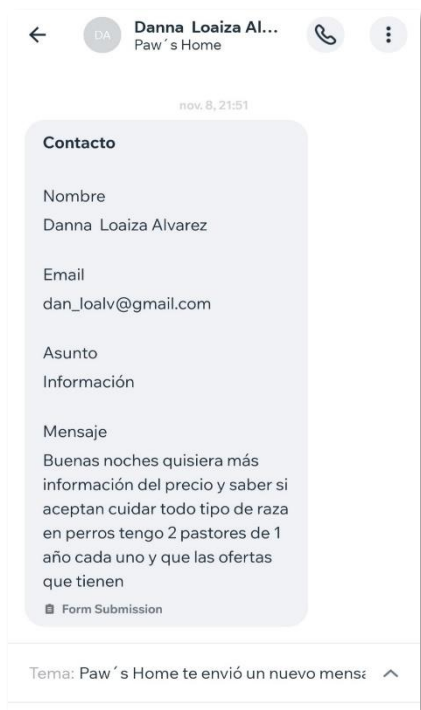 DA
Danna Loaiza Al...
Paw´s Home
nov. 8, 21:51
Contacto
Nombre
Danna Loaiza Alvarez
Email
dan_loalv@gmail.com
Asunto
Información
Mensaje
Buenas noches quisiera más
información del precio y saber si
aceptan cuidar todo tipo de raza
en perros tengo 2 pastores de 1
año cada uno y que las ofertas
que tienen
Form Submission
Tema: Paw´s Home te envió un nuevo mensa